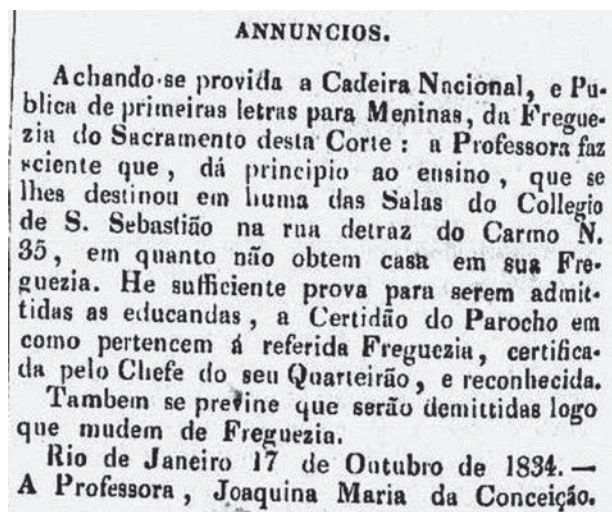 ANNUNCIOS.
Achando-se provida a Cadeira Nacional, e Pu-
blica de primeiras letras para Meninas, da Fregue-
zia do Sacramento desta Corte: a Professora faz
sciente que, dá principio ao ensino, que se
lhes destinou em huma das Salas do Collegio
de S. Sebastião na rua detraz do Carmo N.
35, em quanto não obtem casa em sua Fre-
guezia. He sufficiente prova para serem admit-
tidas as educandas, a Certidão do Parocho em
como pertencem á referida Freguezia, certifica-
da pelo Chefe do seu Quarteirão, e reconhecida.
Tambem se previne que serão demittidas logo
que mudem de Freguezia.
Rio de Janeiro 17 de Outubro de 1834. —
A Professora, Joaquina Maria da Conceição.